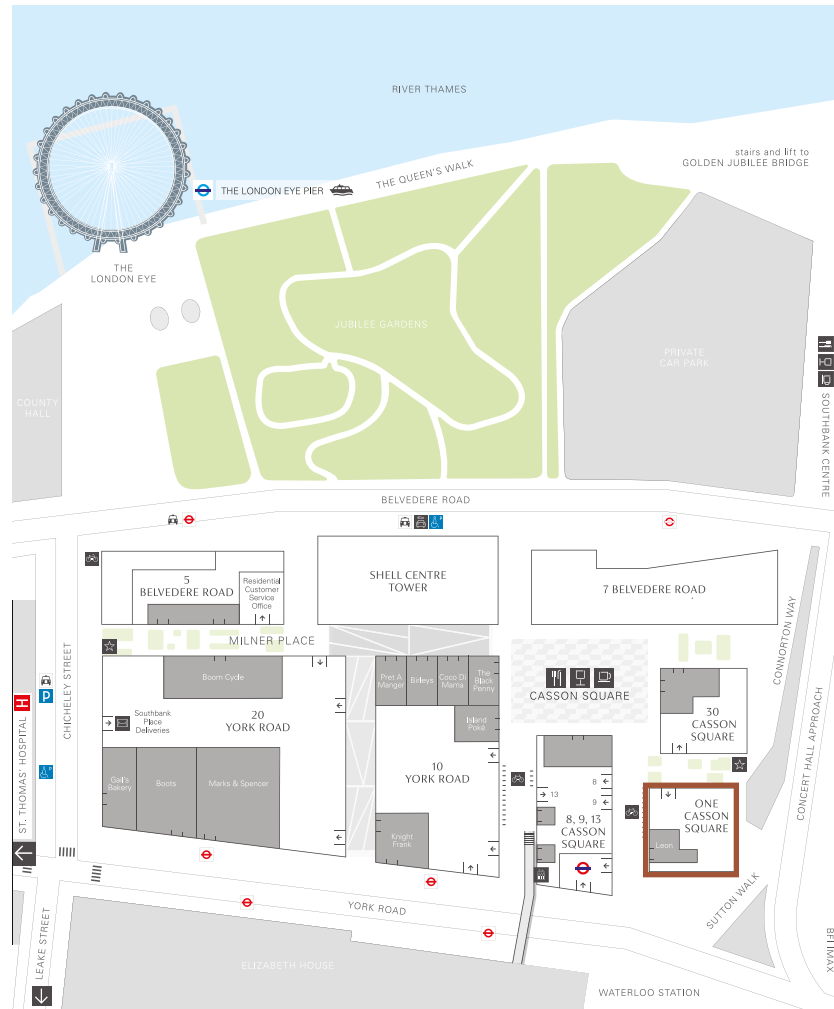 RIVER THAMES
stairs and lift to
GOLDEN JUBILEE BRIDGE
THE QUEEN'S WALK
THE LONDON EYE PIER
THE
LONDON EYE
JUBILEE GARDENS
PRIVATE
CAR PARK
COUNTY
HALL
SOUTHBANK CENTRE
BELVEDERE ROAD
5
BELVEDERE ROAD
Residential
Customer
Service
Office
SHELL CENTRE
TOWER
7 BELVEDERE ROAD
MILNER PLACE
CONNORTON WAY
CHICHELEY STREET
Boom Cycle
Pret A
Manger
Birleys
Coco Di
Mama
The
Black
Penny
CASSON SQUARE
H
P
P
P
ST. THOMAS' HOSPITAL
Southbank
Place
Deliveries
20
YORK ROAD
Island
Poké
30
CASSON
SQUARE
CONCERT HALL APPROACH
Gail's
Bakery
Boots
Marks & Spencer
10
YORK ROAD
8
13
9
8, 9, 13
CASSON
SQUARE
ONE
CASSON
SQUARE
Knight
Frank
Leon
SUTTON WALK
YORK ROAD
LEAKE STREET
BFI IMAX
ELIZABETH HOUSE
WATERLOO STATION